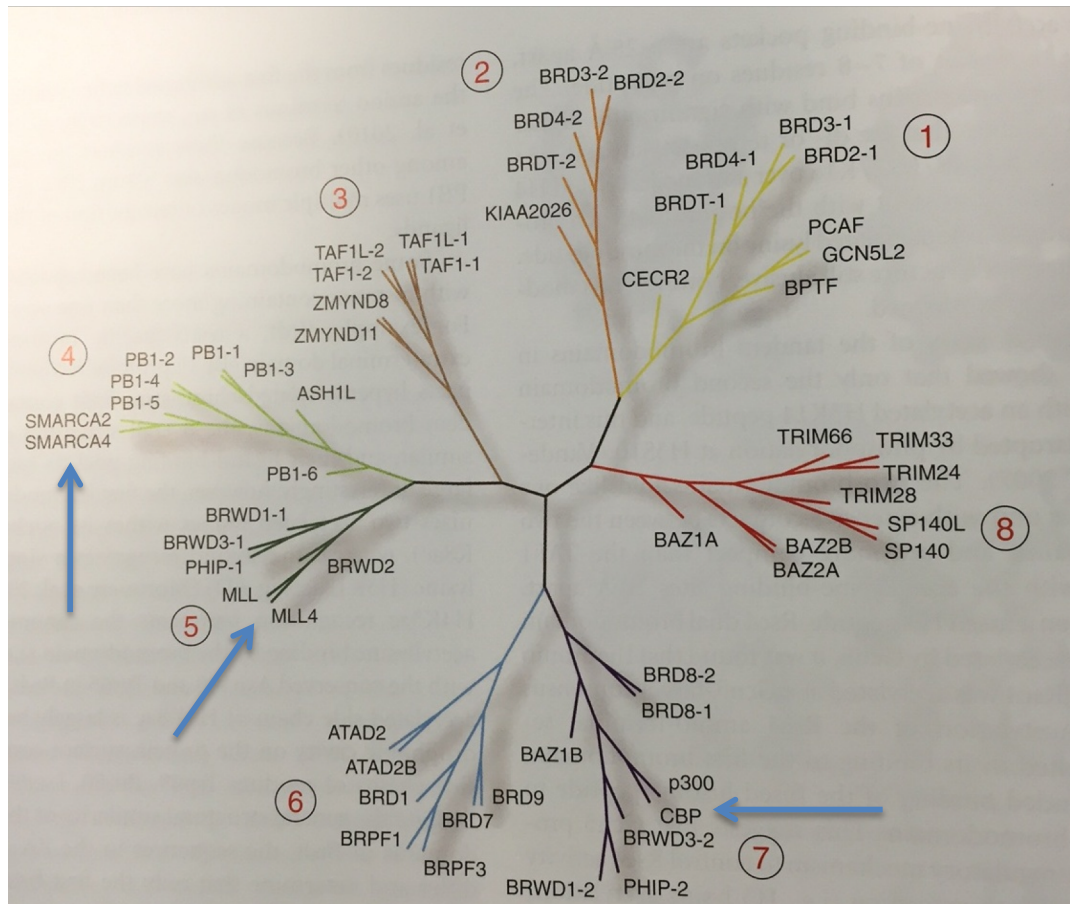 2
BRD3-2
BRD2-2
BRD4-2
BRDT-2
KIAA2026
1
BRD3-1
BRD2-1
BRD4-1
BRDT-1
PCAF
GCN5L2
BPTF
CECR2
3
TAF1L-2
TAF1L-1
TAF1-2
TAF1-1
ZMYND8
ZMYND11
4
PB1-2
PB1-1
PB1-4
PB1-3
PB1-5
ASH1L
SMARCA2
SMARCA4
PB1-6
BRWD1-1
BRWD3-1
PHIP-1
BRWD2
MLL
MLL4
5
TRIM66
TRIM33
TRIM24
TRIM28
SP140L
SP140
BAZ1A
BAZ2B
BAZ2A
8
BRD8-2
BRD8-1
BAZ1B
p300
CBP
BRWD3-2
BRWD1-2
PHIP-2
7
ATAD2
ATAD2B
BRD1
BRD9
BRD7
BRPF1
BRPF3
6